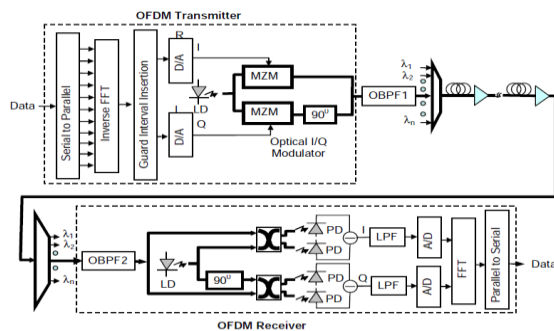 OFDM Transmitter
Data
Serial to Parallel
Inverse FFT
Guard Interval Insertion
R
D/A
I
I
D/A
Q
LD
MZM
MZM
90⁰
Optical I/Q
Modulator
OBPF1
λ1
λ2
λn
λ1
λ2
λn
OBPF2
LD
90⁰
PD
PD
PD
PD
I
Q
LPF
LPF
A/D
A/D
FFT
Parallel to Serial
Data
OFDM Receiver